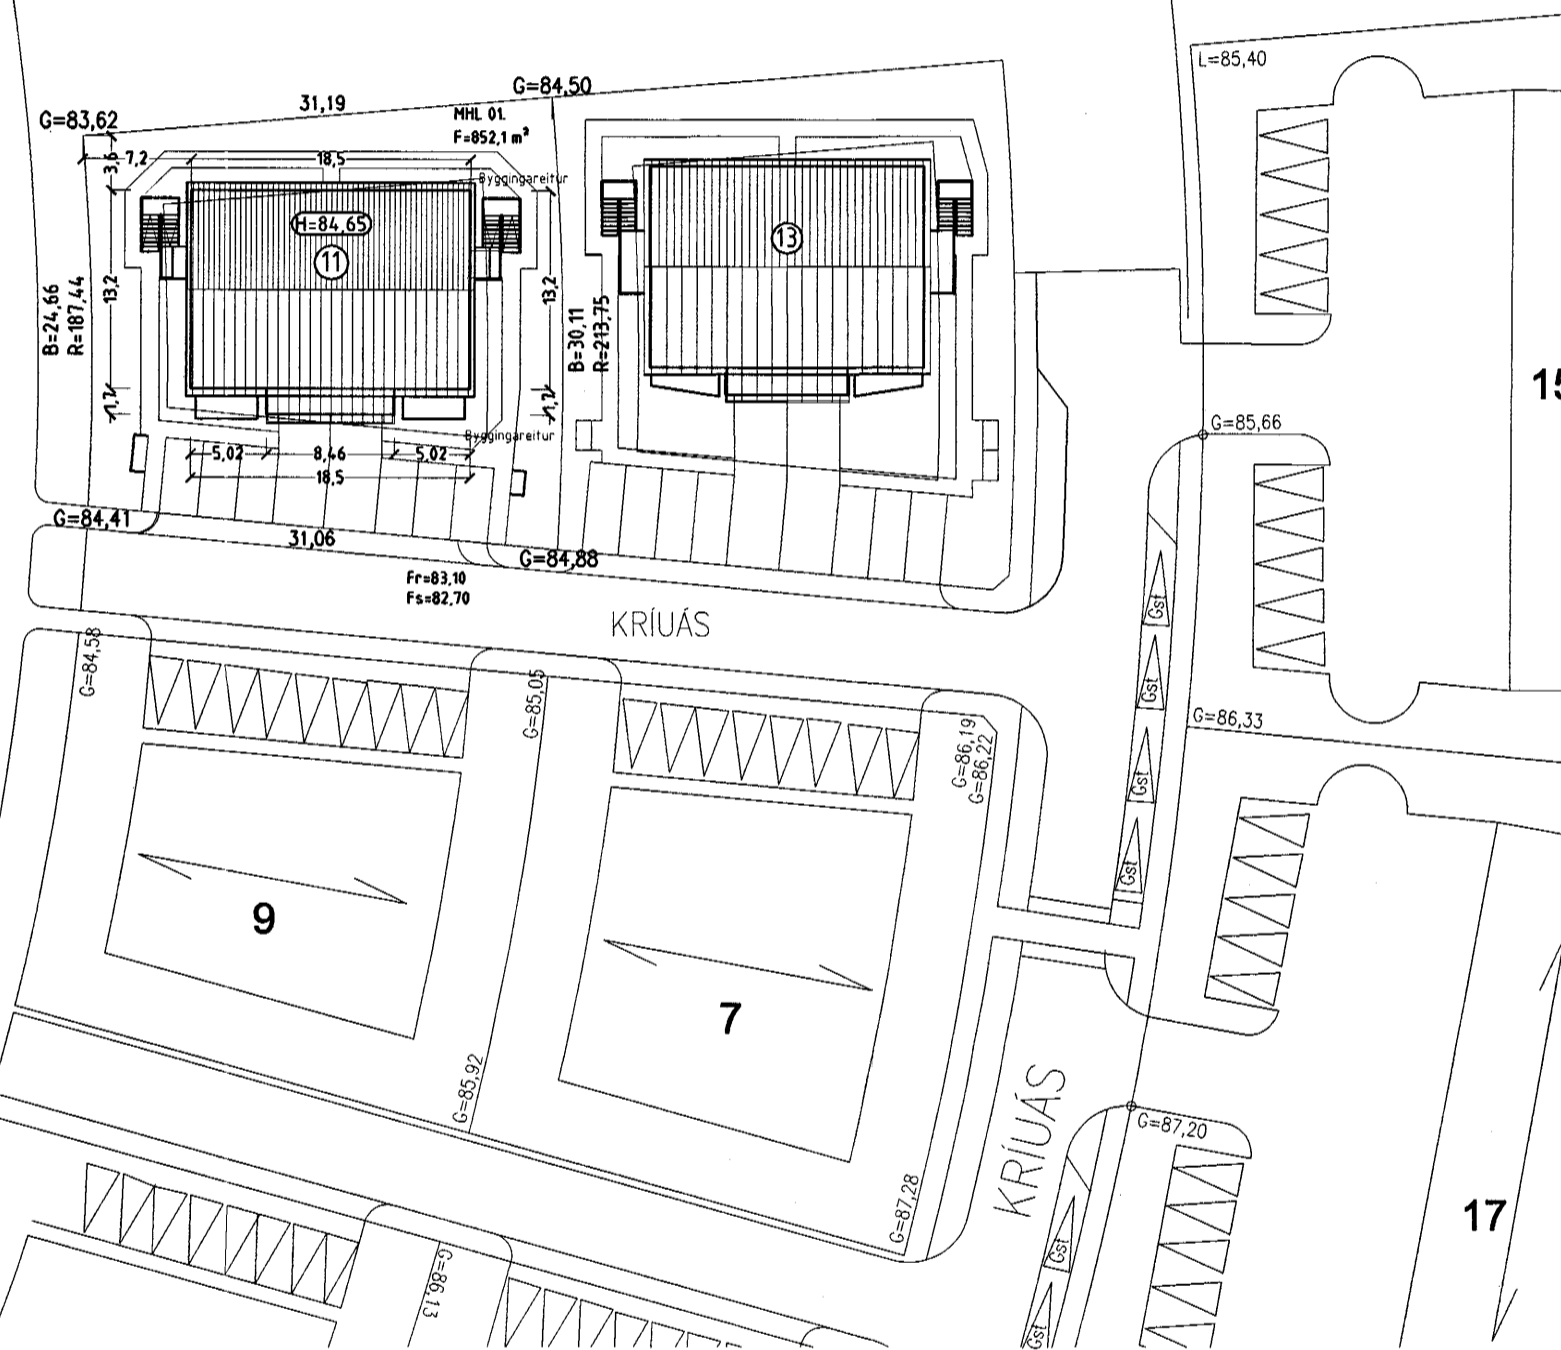 L=85,40
G=84,50
31,19
MHL 01.
F=852,1 m²
G=83,62
3,6
7,2
18,5
Byggingareitur
H=84,65
11
13
13,2
13,2
B=24,66
R=187,44
B=30,11
R=213,75
1,7
1,7
Byggingareitur
5,02
8,46
5,02
18,5
15
G=85,66
G=84,41
31,06
G=84,88
Fr=83,10
Fs=82,70
KRÍUÁS
Gst
G=84,58
G=85,05
Gst
G=86,19
G=86,22
G=86,33
Gst
Gst
9
7
G=85,92
KRÍUÁS
G=87,20
G=87,28
17
Gst
G=86,13
Gst